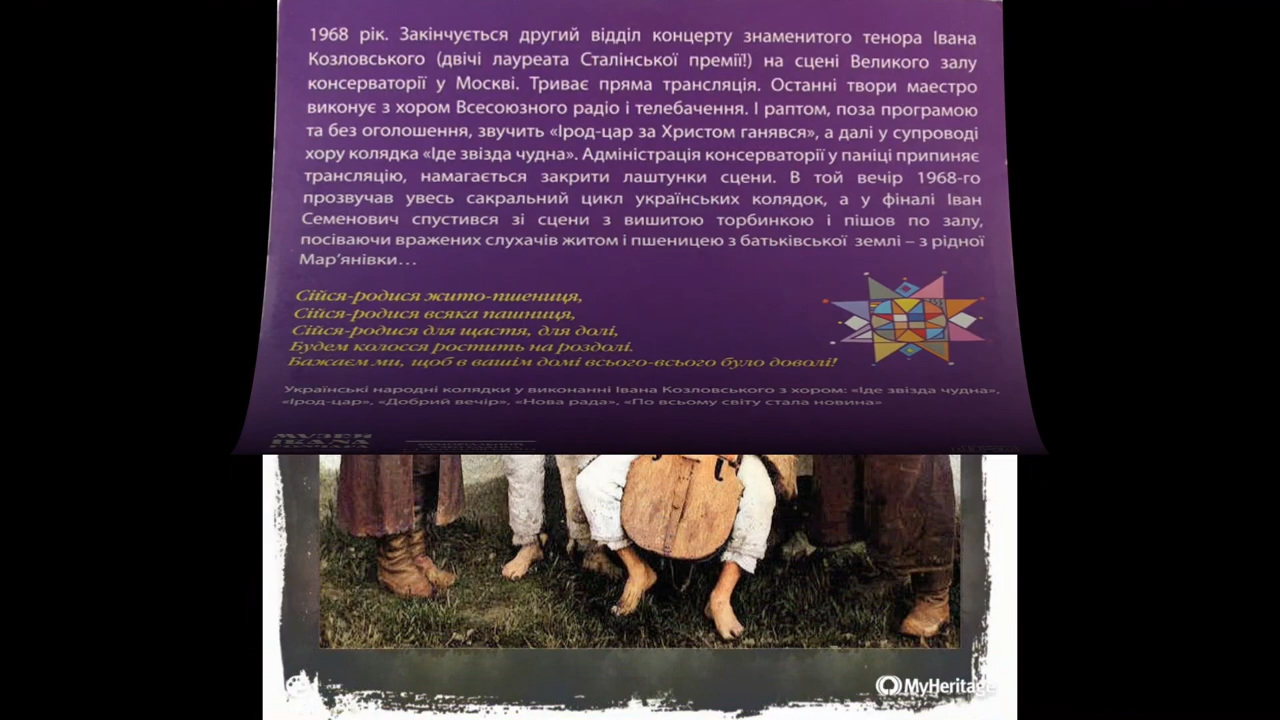 1968 рік. Закінчується другий відділ концерту знаменитого тенора Івана
Козловського (двічі лауреата Сталінської премії!) на сцені Великого залу
консерваторії у Москві. Триває пряма трансляція. Останні твори маестро
виконує з хором Всесоюзного радіо і телебачення. І раптом, поза програмою
та без оголошення, звучить «Ірод-цар за Христом ганявся», а далі у супроводі
хору колядка «Іде звізда чудна». Адміністрація консерваторії у паніці припиняє
трансляцію, намагається закрити лаштунки сцени. В той вечір 1968-го
прозвучав увесь сакральний цикл українських колядок, а у фіналі Іван
Семенович спустився зі сцени з вишитою торбинкою і пішов по залу,
посіваючи вражених слухачів житом і пшеницею з батьківської землі – з рідної
Мар’янівки...
Сійся-родися жито-пшениця,
Сійся-родися всяка пашниця,
Сійся-родися для щастя, для долі,
Будем колосся ростить на роздолі.
Бажаєм ми, щоб в вашім домі всього-всього було доволі!
Українські народні колядки у виконанні Івана Козловського з хором: «Іде звізда чудна»,
«Ірод-цар», «Добрий вечір», «Нова рада», «По всьому світу стала новина»
МУЗЕЙ
ІВАНА
ГОНЧАРА
MyHeritage